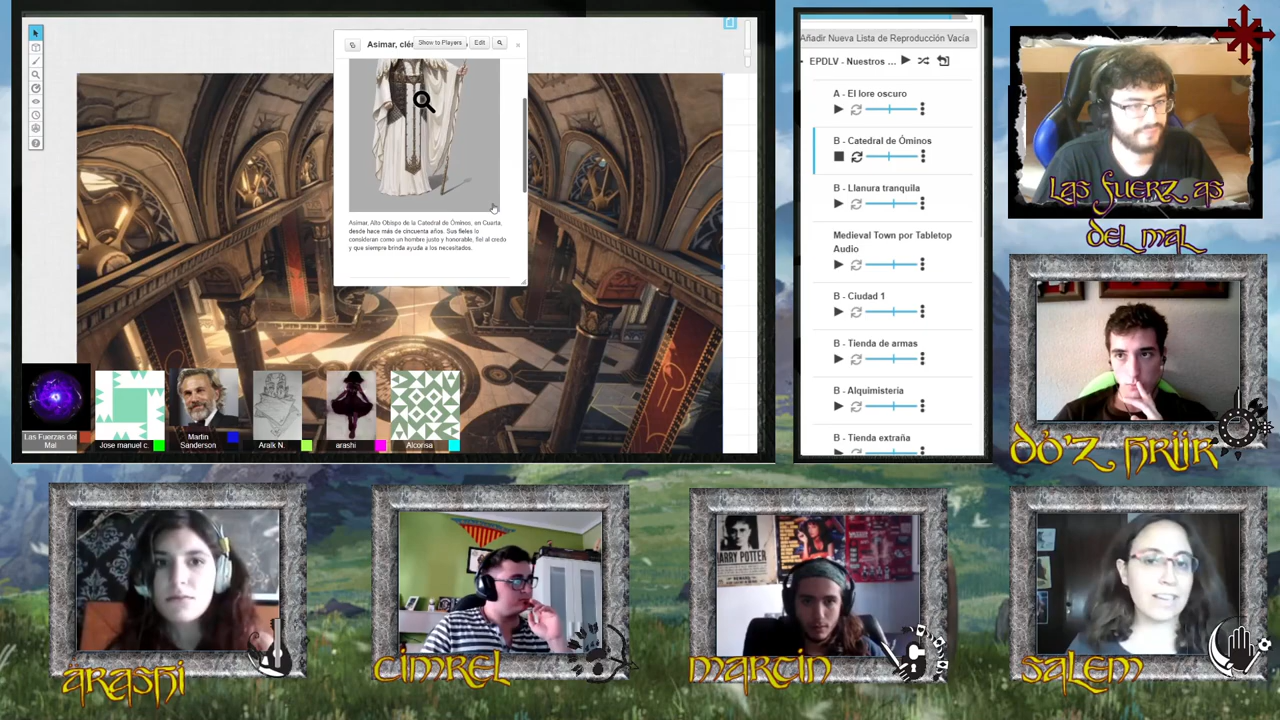 Asimar, clé
Show to Players
Edit
Asimar, Alto Obispo de la Catedral de Óminos, en Cuarta,
desde hace más de cincuenta años. Sus fieles lo
consideran como un hombre justo y honorable, fiel al credo
y que siempre brinda ayuda a los necesitados.
Las Fuerzas del
Mal
Jose manuel c.
Martin
Sanderson
Aralk N.
arashi
Alcorisa
Añadir Nueva Lista de Reproducción Vacía
EPDLV - Nuestros ...
A - El lore oscuro
B - Catedral de Óminos
B - Llanura tranquila
Medieval Town por Tabletop
Audio
B - Ciudad 1
B - Tienda de armas
B - Alquimistería
B - Tienda extraña
Las Fuerzas
del Mal
Dó'z Hriir
Arashi
Cimrel
HARRY POTTER
Martin
Salem